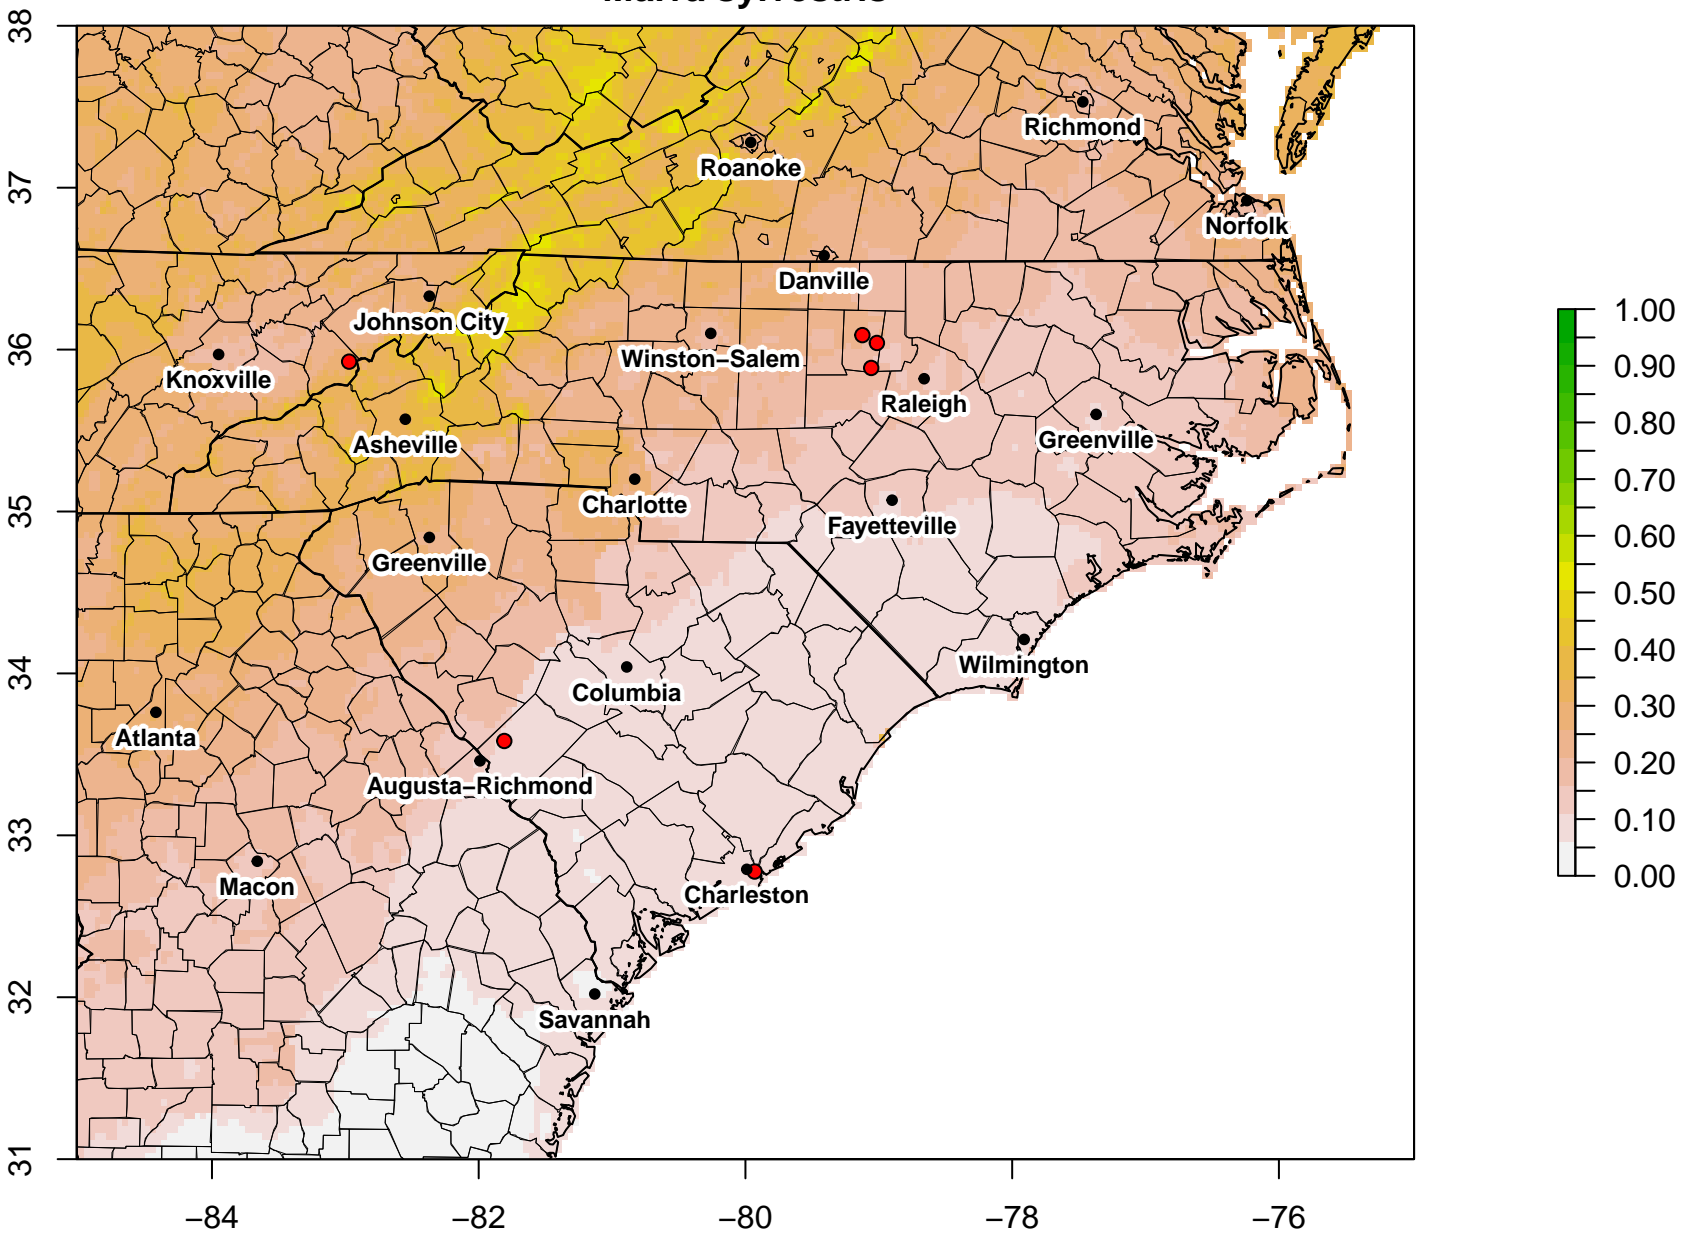 38
37
36
35
34
33
32
31
−84
−82
−80
−78
−76
Richmond
Roanoke
Norfolk
Danville
Johnson City
Winston−Salem
Knoxville
Raleigh
Asheville
Greenville
Charlotte
Fayetteville
Greenville
Wilmington
Columbia
Atlanta
Augusta−Richmond
Macon
Charleston
Savannah
1.00
0.90
0.80
0.70
0.60
0.50
0.40
0.30
0.20
0.10
0.00